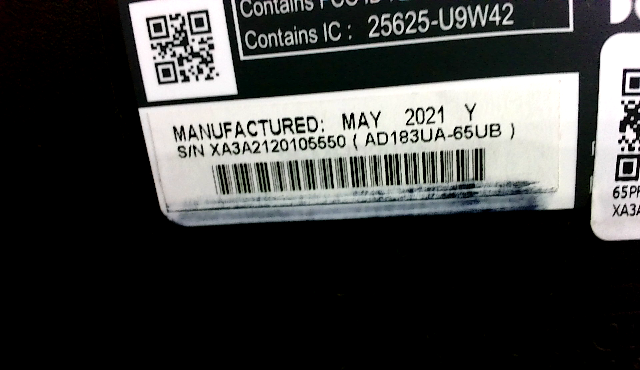 Contains IC : 25625-U9W42
MANUFACTURED: MAY 2021 Y
S/N XA3A2120105550 ( AD183UA-65UB )